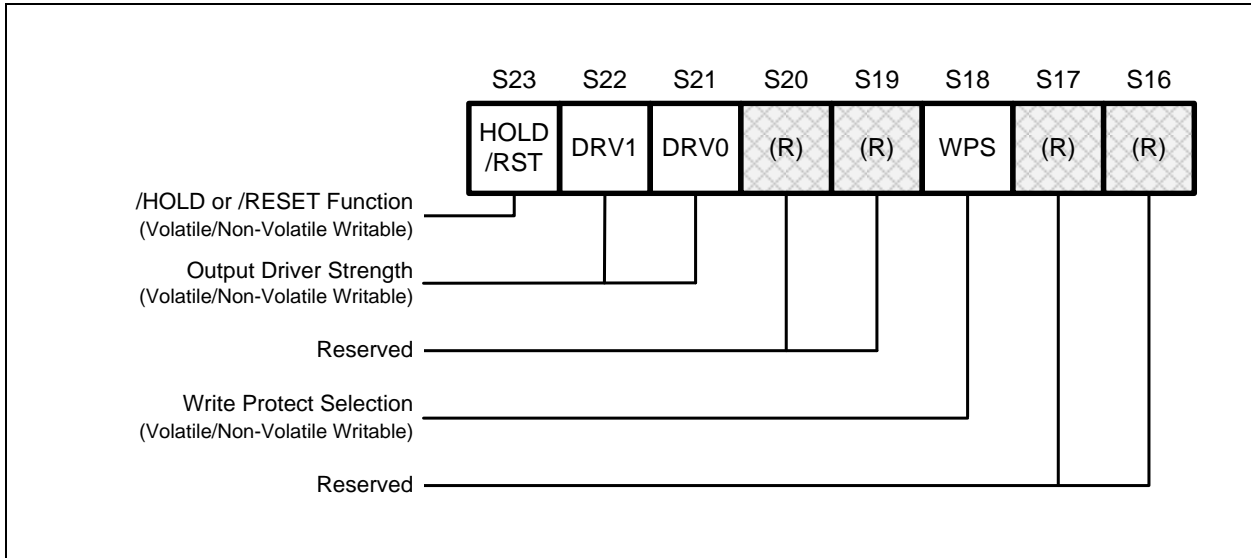 S23 S22 S21 S20 S19 S18 S17 S16
HOLD
/RST DRV1 DRV0 (R) (R) WPS (R) (R)
/HOLD or /RESET Function
(Volatile/Non-Volatile Writable)
Output Driver Strength
(Volatile/Non-Volatile Writable)
Reserved
Write Protect Selection
(Volatile/Non-Volatile Writable)
Reserved